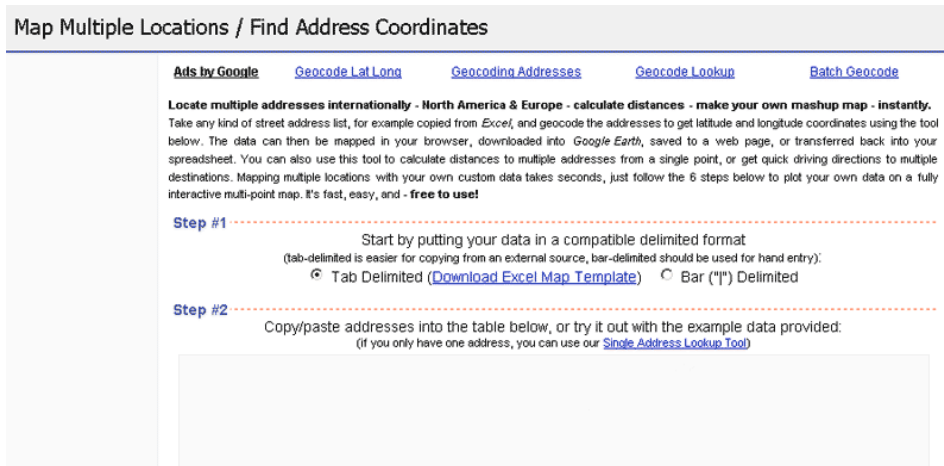 Map Multiple Locations / Find Address Coordinates
Ads by Google Geocode Lat Long Geocoding Addresses Geocode Lookup Batch Geocode
Locate multiple addresses internationally - North America & Europe - calculate distances - make your own mashup map - instantly.
Take any kind of street address list, for example copied from Excel, and geocode the addresses to get latitude and longitude coordinates using the tool
below. The data can then be mapped in your browser, downloaded into Google Earth, saved to a web page, or transferred back into your
spreadsheet. You can also use this tool to calculate distances to multiple addresses from a single point, or get quick driving directions to multiple
destinations. Mapping multiple locations with your own custom data takes seconds, just follow the 6 steps below to plot your own data on a fully
interactive multi-point map. It's fast, easy, and - free to use!
Step #1
Start by putting your data in a compatible delimited format
(tab-delimited is easier for copying from an external source, bar-delimited should be used for hand entry):
Tab Delimited (Download Excel Map Template) Bar ("|") Delimited
Step #2
Copy/paste addresses into the table below, or try it out with the example data provided:
(if you only have one address, you can use our Single Address Lookup Tool)